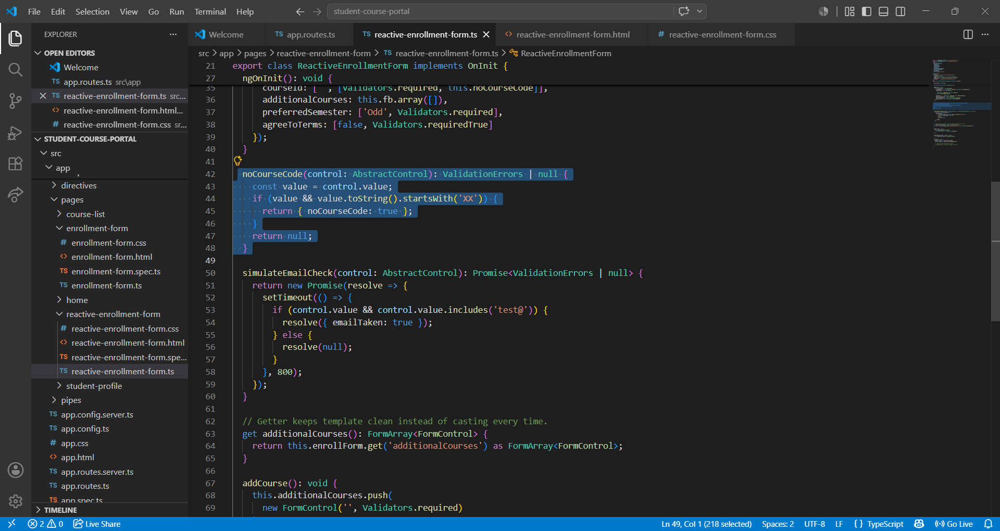 File Edit Selection View Go Run Terminal Help
student-course-portal
EXPLORER
OPEN EDITORS
Welcome
TS app.routes.ts src\app
TS reactive-enrollment-form.ts src...
<> reactive-enrollment-form.html...
# reactive-enrollment-form.css sr...
STUDENT-COURSE-PORTAL
src
app
directives
pages
course-list
enrollment-form
# enrollment-form.css
<> enrollment-form.html
TS enrollment-form.spec.ts
TS enrollment-form.ts
home
reactive-enrollment-form
# reactive-enrollment-form.css
<> reactive-enrollment-form.html
TS reactive-enrollment-form.spe...
TS reactive-enrollment-form.ts
student-profile
pipes
TS app.config.server.ts
TS app.config.ts
# app.css
<> app.html
TS app.routes.server.ts
TS app.routes.ts
TS app.spec.ts
TIMELINE
Welcome
TS app.routes.ts
TS reactive-enrollment-form.ts
<> reactive-enrollment-form.html
# reactive-enrollment-form.css
src > app > pages > reactive-enrollment-form > TS reactive-enrollment-form.ts > ReactiveEnrollmentForm
21 export class ReactiveEnrollmentForm implements OnInit {
27 ngOnInit(): void {
35 courseId: ['', [Validators.required, this.noCourseCode]],
36 additionalCourses: this.fb.array([]),
37 preferredSemester: ['Odd', Validators.required],
38 agreeToTerms: [false, Validators.requiredTrue]
39 });
40 }
41
42 noCourseCode(control: AbstractControl): ValidationErrors | null {
43 const value = control.value;
44 if (value && value.toString().startsWith('XX')) {
45 return { noCourseCode: true };
46 }
47 return null;
48 }
49
50 simulateEmailCheck(control: AbstractControl): Promise<ValidationErrors | null> {
51 return new Promise(resolve => {
52 setTimeout(() => {
53 if (control.value && control.value.includes('test@')) {
54 resolve({ emailTaken: true });
55 } else {
56 resolve(null);
57 }
58 }, 800);
59 });
60 }
61
62 // Getter keeps template clean instead of casting every time.
63 get additionalCourses(): FormArray<FormControl> {
64 return this.enrollForm.get('additionalCourses') as FormArray<FormControl>;
65 }
66
67 addCourse(): void {
68 this.additionalCourses.push(
69 new FormControl('', Validators.required)
2 0 Live Share
Ln 49, Col 1 (218 selected) Spaces: 2 UTF-8 LF {} TypeScript Go Live